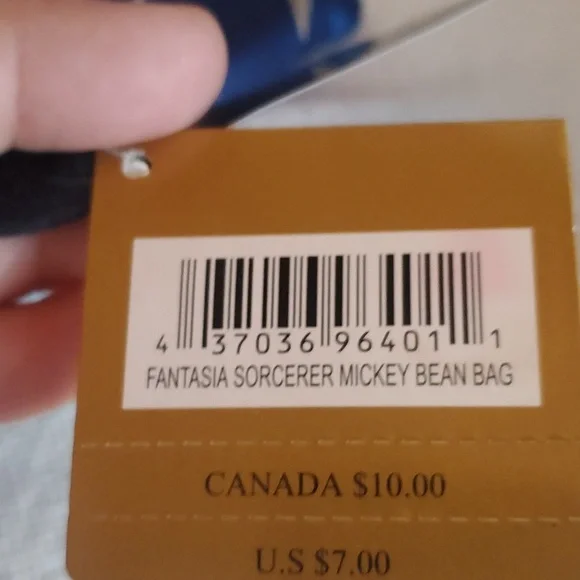 4 37036 96401 1
FANTASIA SORCERER MICKEY BEAN BAG
CANADA $10.00
U.S $7.00